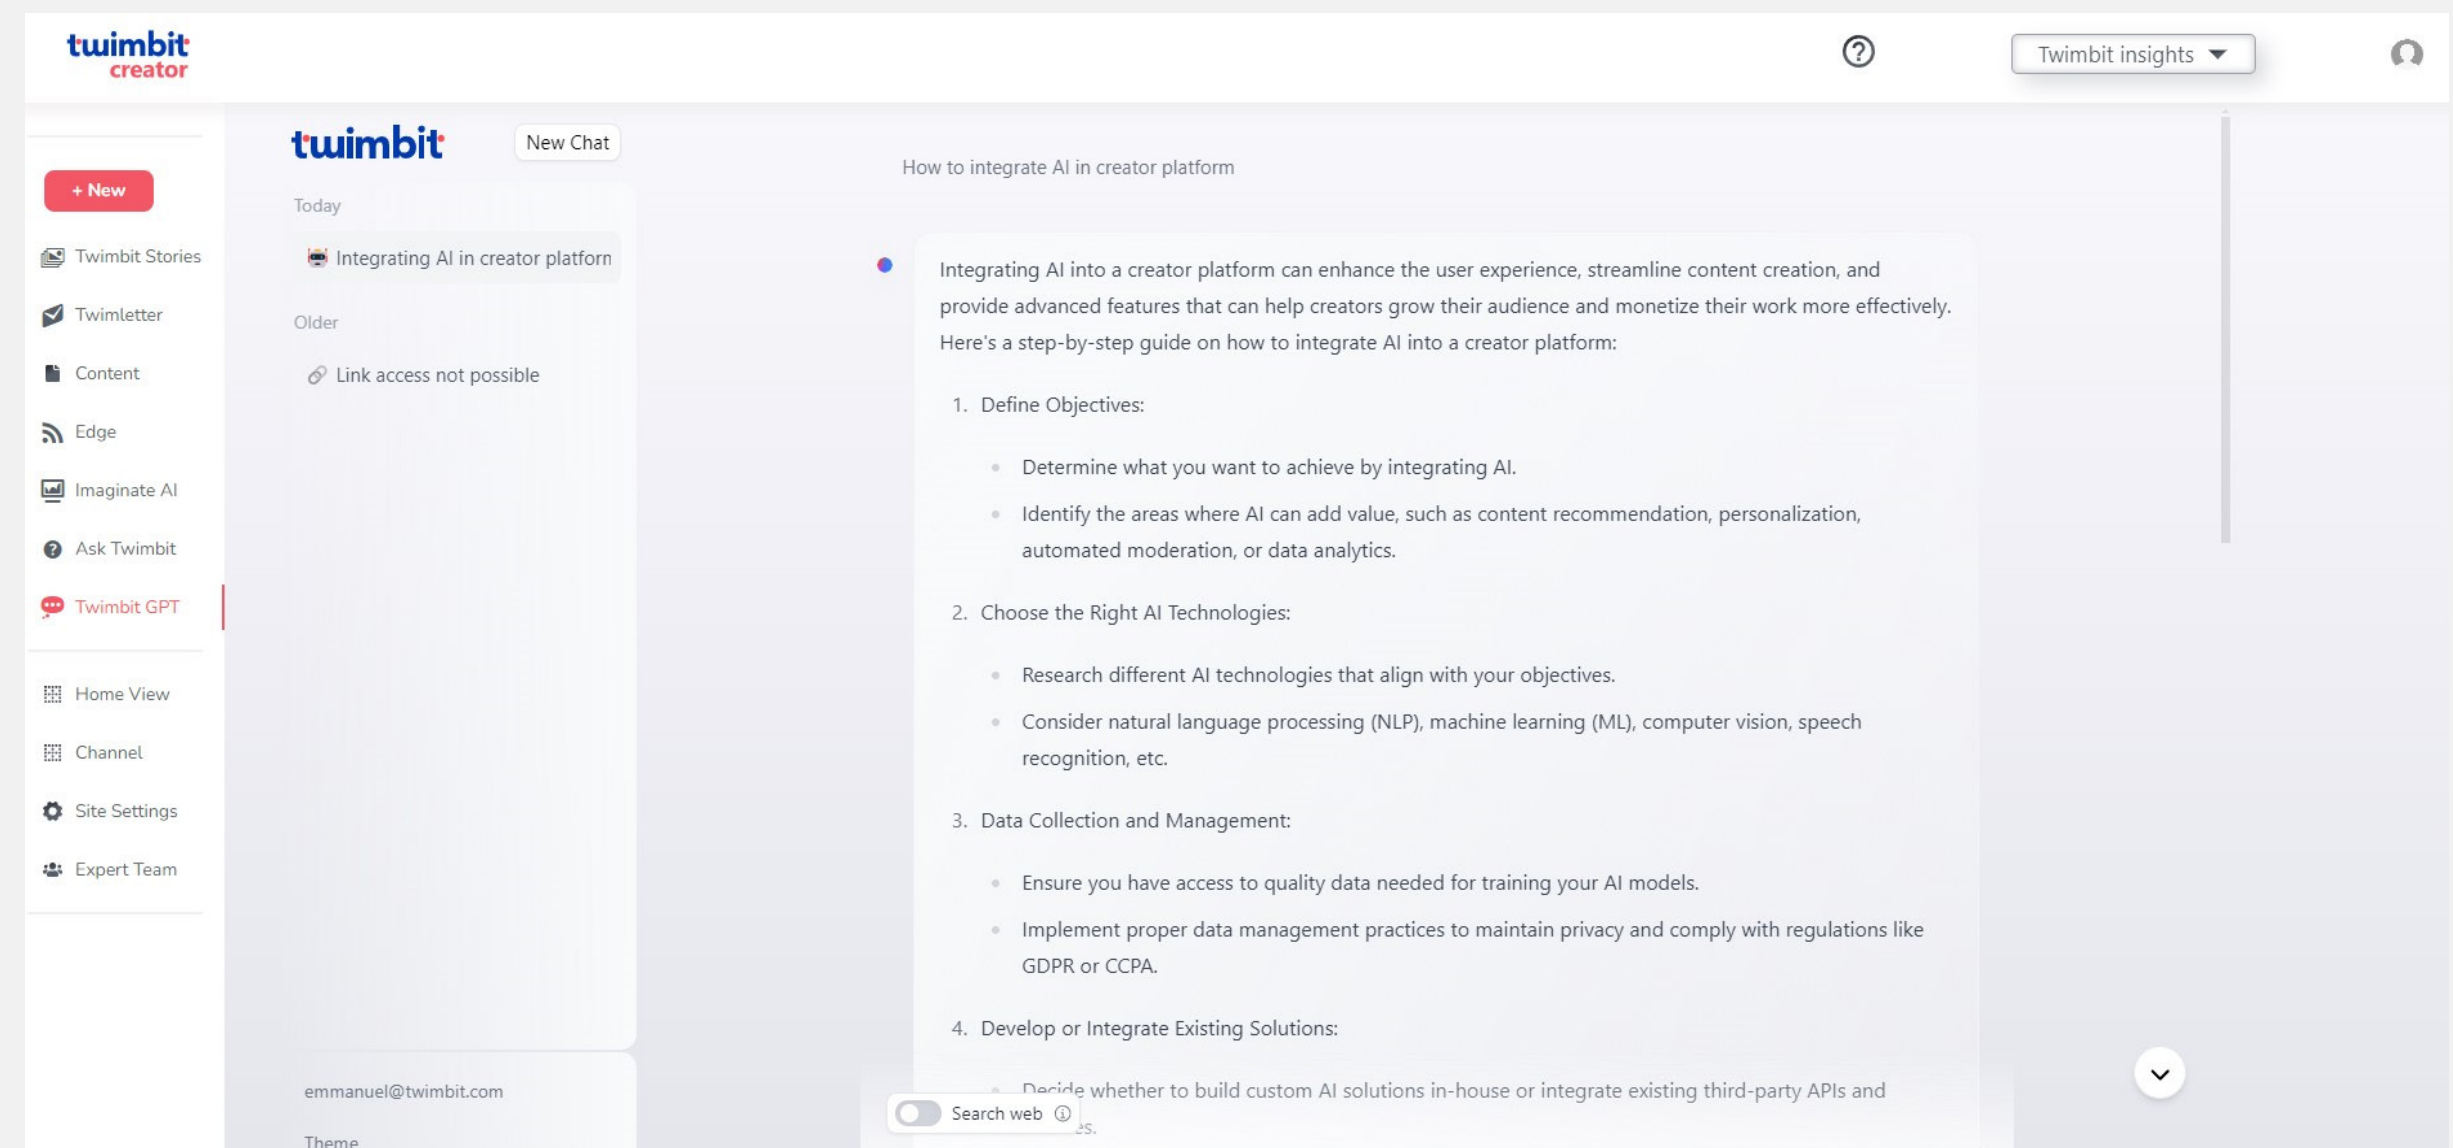 twimbit
creator
Twimbit insights
+ New
Twimbit Stories
Twimletter
Content
Edge
Imaginate AI
Ask Twimbit
Twimbit GPT
Home View
Channel
Site Settings
Expert Team
twimbit
New Chat
Today
Integrating AI in creator platform
Older
Link access not possible
emmanuel@twimbit.com
Theme
How to integrate AI in creator platform
Integrating AI into a creator platform can enhance the user experience, streamline content creation, and
provide advanced features that can help creators grow their audience and monetize their work more effectively.
Here's a step-by-step guide on how to integrate AI into a creator platform:
1. Define Objectives:
Determine what you want to achieve by integrating AI.
Identify the areas where AI can add value, such as content recommendation, personalization,
automated moderation, or data analytics.
2. Choose the Right AI Technologies:
Research different AI technologies that align with your objectives.
Consider natural language processing (NLP), machine learning (ML), computer vision, speech
recognition, etc.
3. Data Collection and Management:
Ensure you have access to quality data needed for training your AI models.
Implement proper data management practices to maintain privacy and comply with regulations like
GDPR or CCPA.
4. Develop or Integrate Existing Solutions:
Decide whether to build custom AI solutions in-house or integrate existing third-party APIs and
Search web